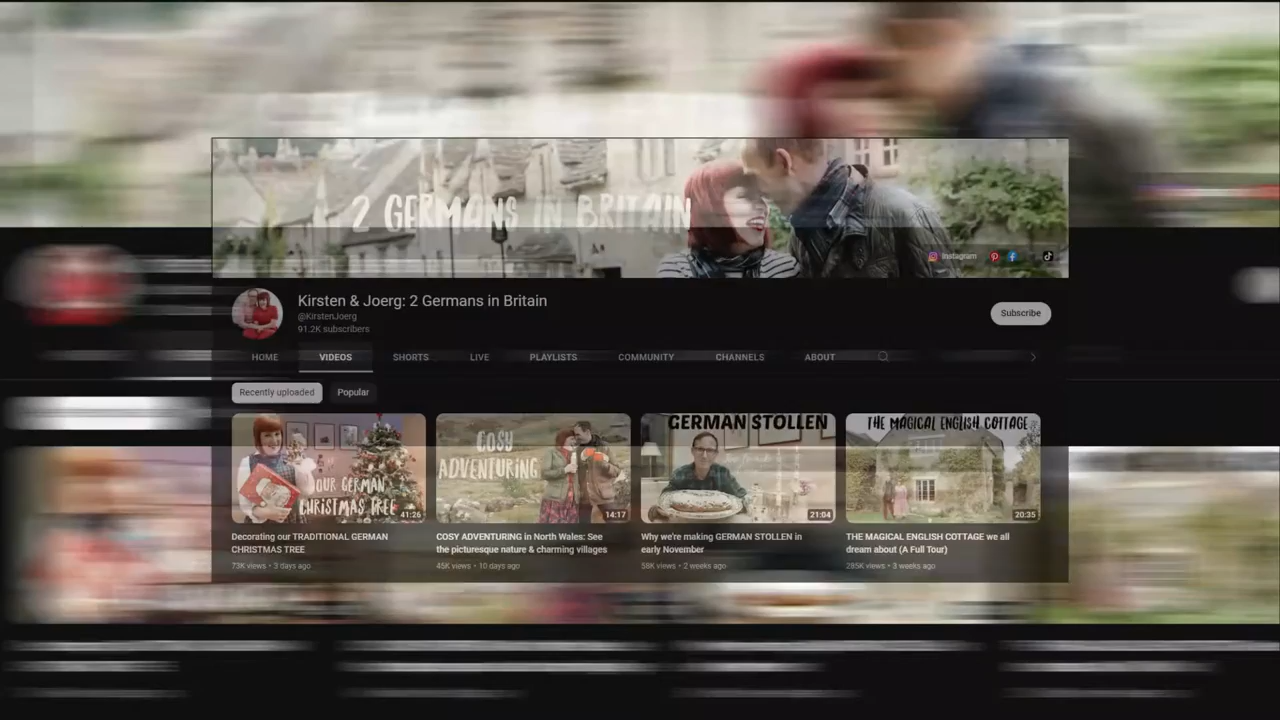 2 GERMANS IN BRITAIN
Instagram
Kirsten & Joerg: 2 Germans in Britain
@KirstenJoerg
91.2K subscribers
Subscribe
HOME VIDEOS SHORTS LIVE PLAYLISTS COMMUNITY CHANNELS ABOUT
Recently uploaded Popular
OUR GERMAN
CHRISTMAS TREE
41:26
COSY
ADVENTURING
14:17
GERMAN STOLLEN
21:04
THE MAGICAL ENGLISH COTTAGE
20:35
Decorating our TRADITIONAL GERMAN
CHRISTMAS TREE
73K views • 3 days ago
COSY ADVENTURING in North Wales: See
the picturesque nature & charming villages
45K views • 10 days ago
Why we're making GERMAN STOLLEN in
early November
58K views • 2 weeks ago
THE MAGICAL ENGLISH COTTAGE we all
dream about (A Full Tour)
285K views • 3 weeks ago